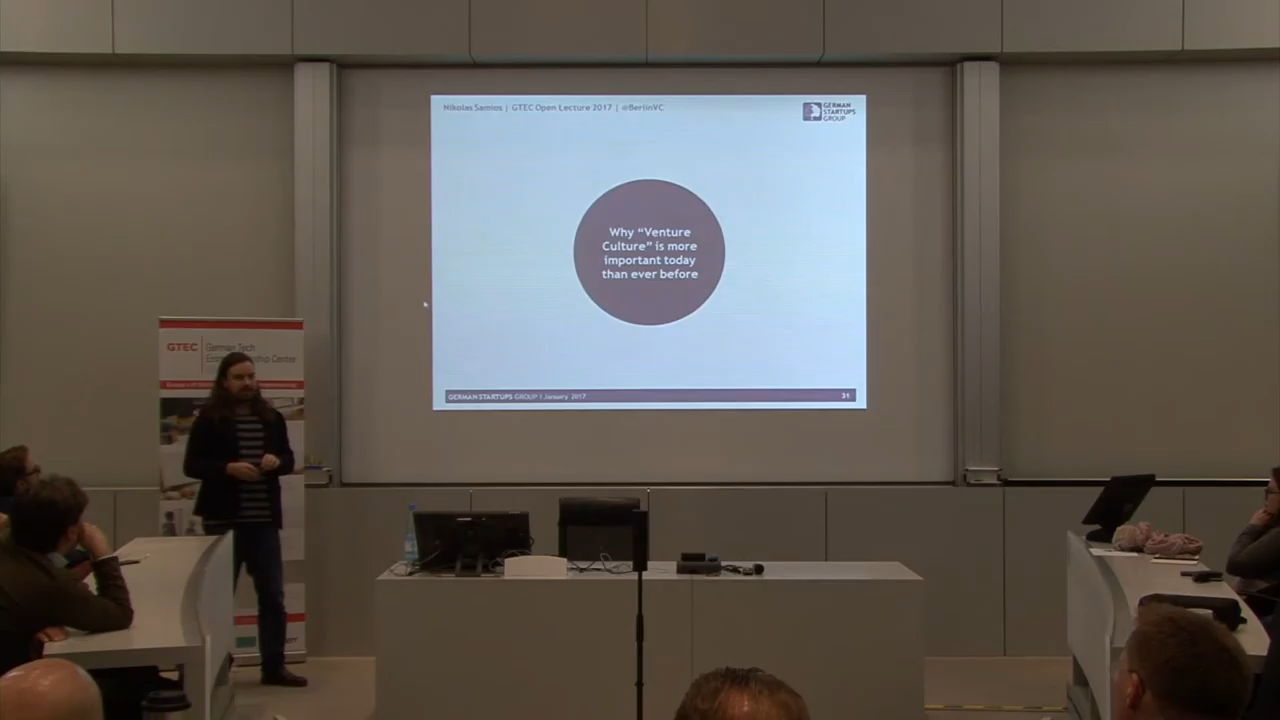 Nikolas Samios | GTEC Open Lecture 2017 | @BerlinVC
GERMAN
STARTUPS
GROUP
Why “Venture
Culture” is more
important today
than ever before
GERMAN STARTUPS GROUP | January 2017
31
GTEC
German Tech
Center